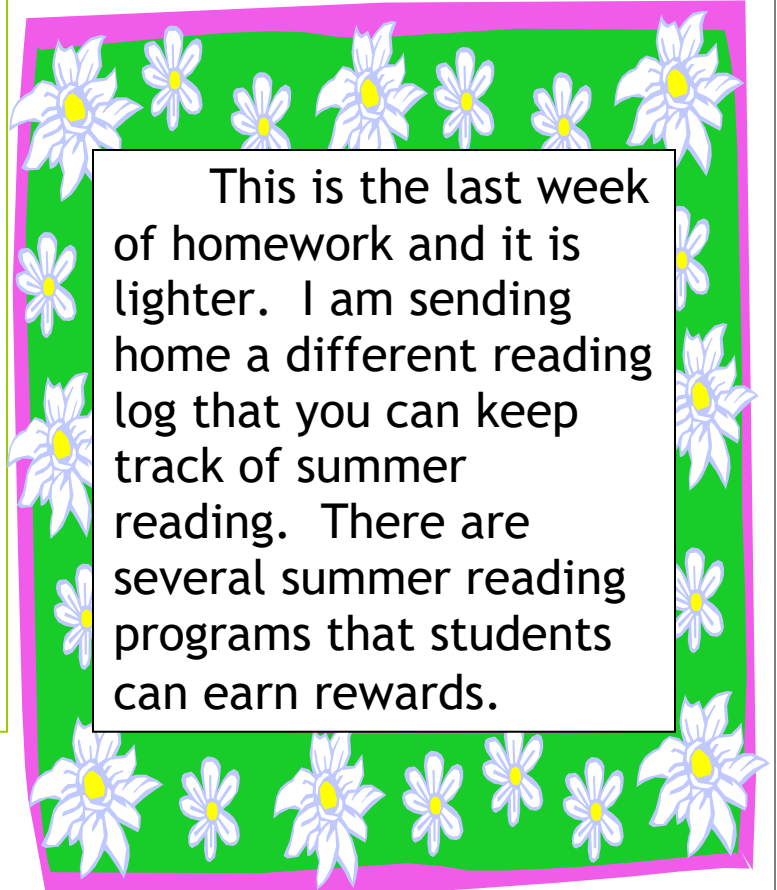 This is the last week
of homework and it is
lighter.  I am sending
home a different reading
log that you can keep
track of summer
reading.  There are
several summer reading
programs that students
can earn rewards.